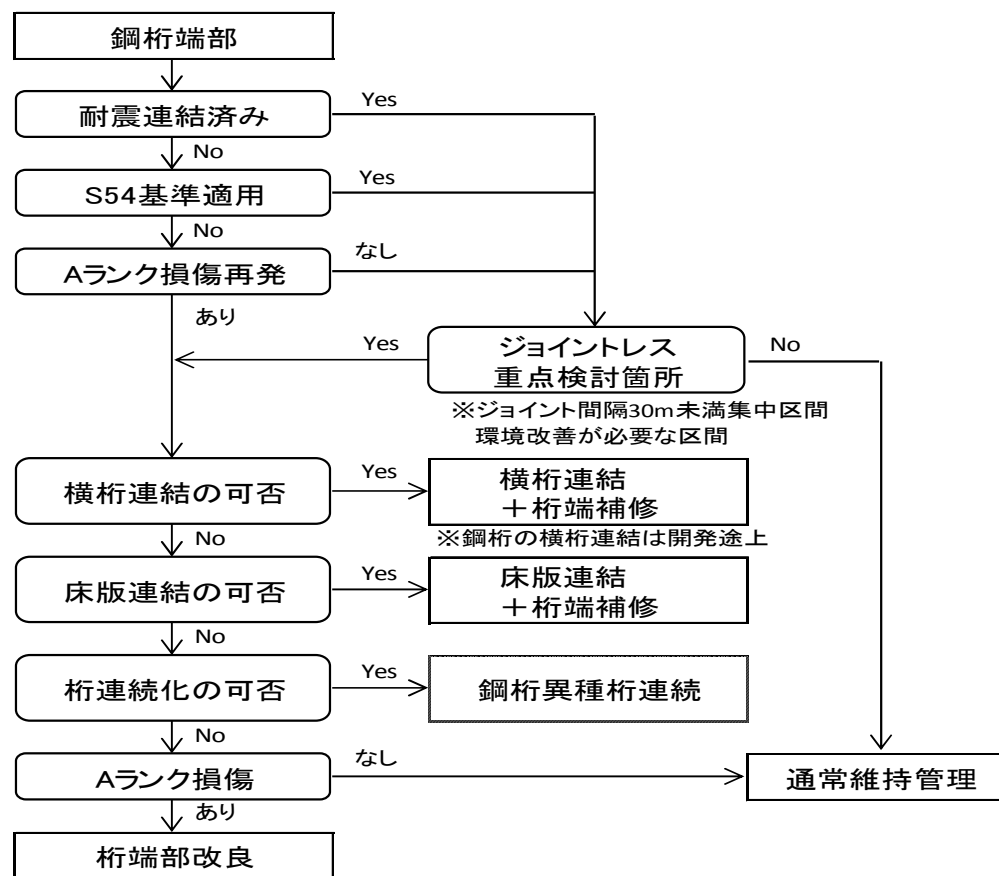 鋼桁端部
耐震連結済み
Yes
No
S54基準適用
Yes
No
Aランク損傷再発
なし
あり
Yes
ジョイントレス
重点検討箇所
No
※ジョイント間隔30m未満集中区間
環境改善が必要な区間
横桁連結の可否
Yes
横桁連結
＋桁端補修
No
※鋼桁の横桁連結は開発途上
床版連結の可否
Yes
床版連結
＋桁端補修
No
桁連続化の可否
Yes
鋼桁異種桁連続
No
Aランク損傷
なし
通常維持管理
あり
桁端部改良